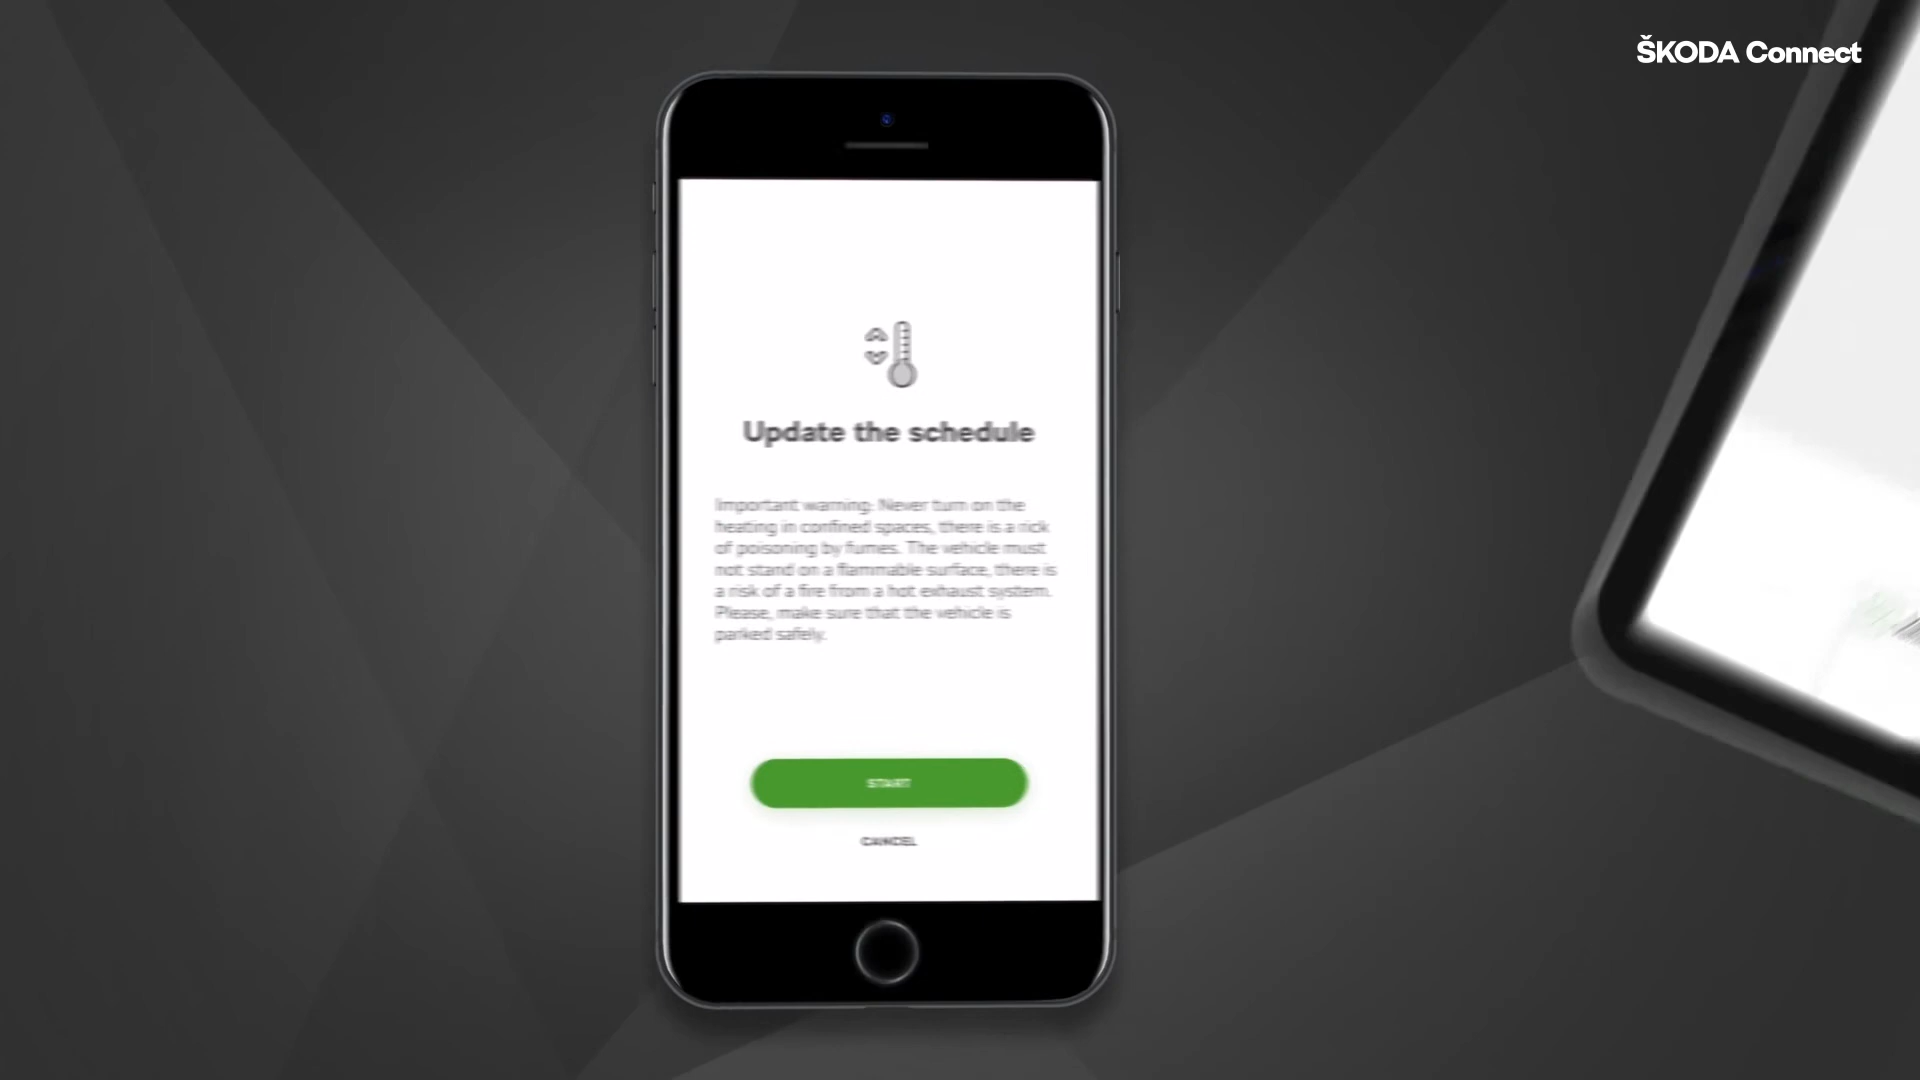 ŠKODA Connect
Update the schedule
Important warning: Never turn on the
heating in confined spaces, there is a rick
of poisoning by fumes. The vehicle must
not stand on a flammable surface, there is
a risk of a fire from a hot exhaust system.
Please, make sure that the vehicle is
parked safely.
START
CANCEL